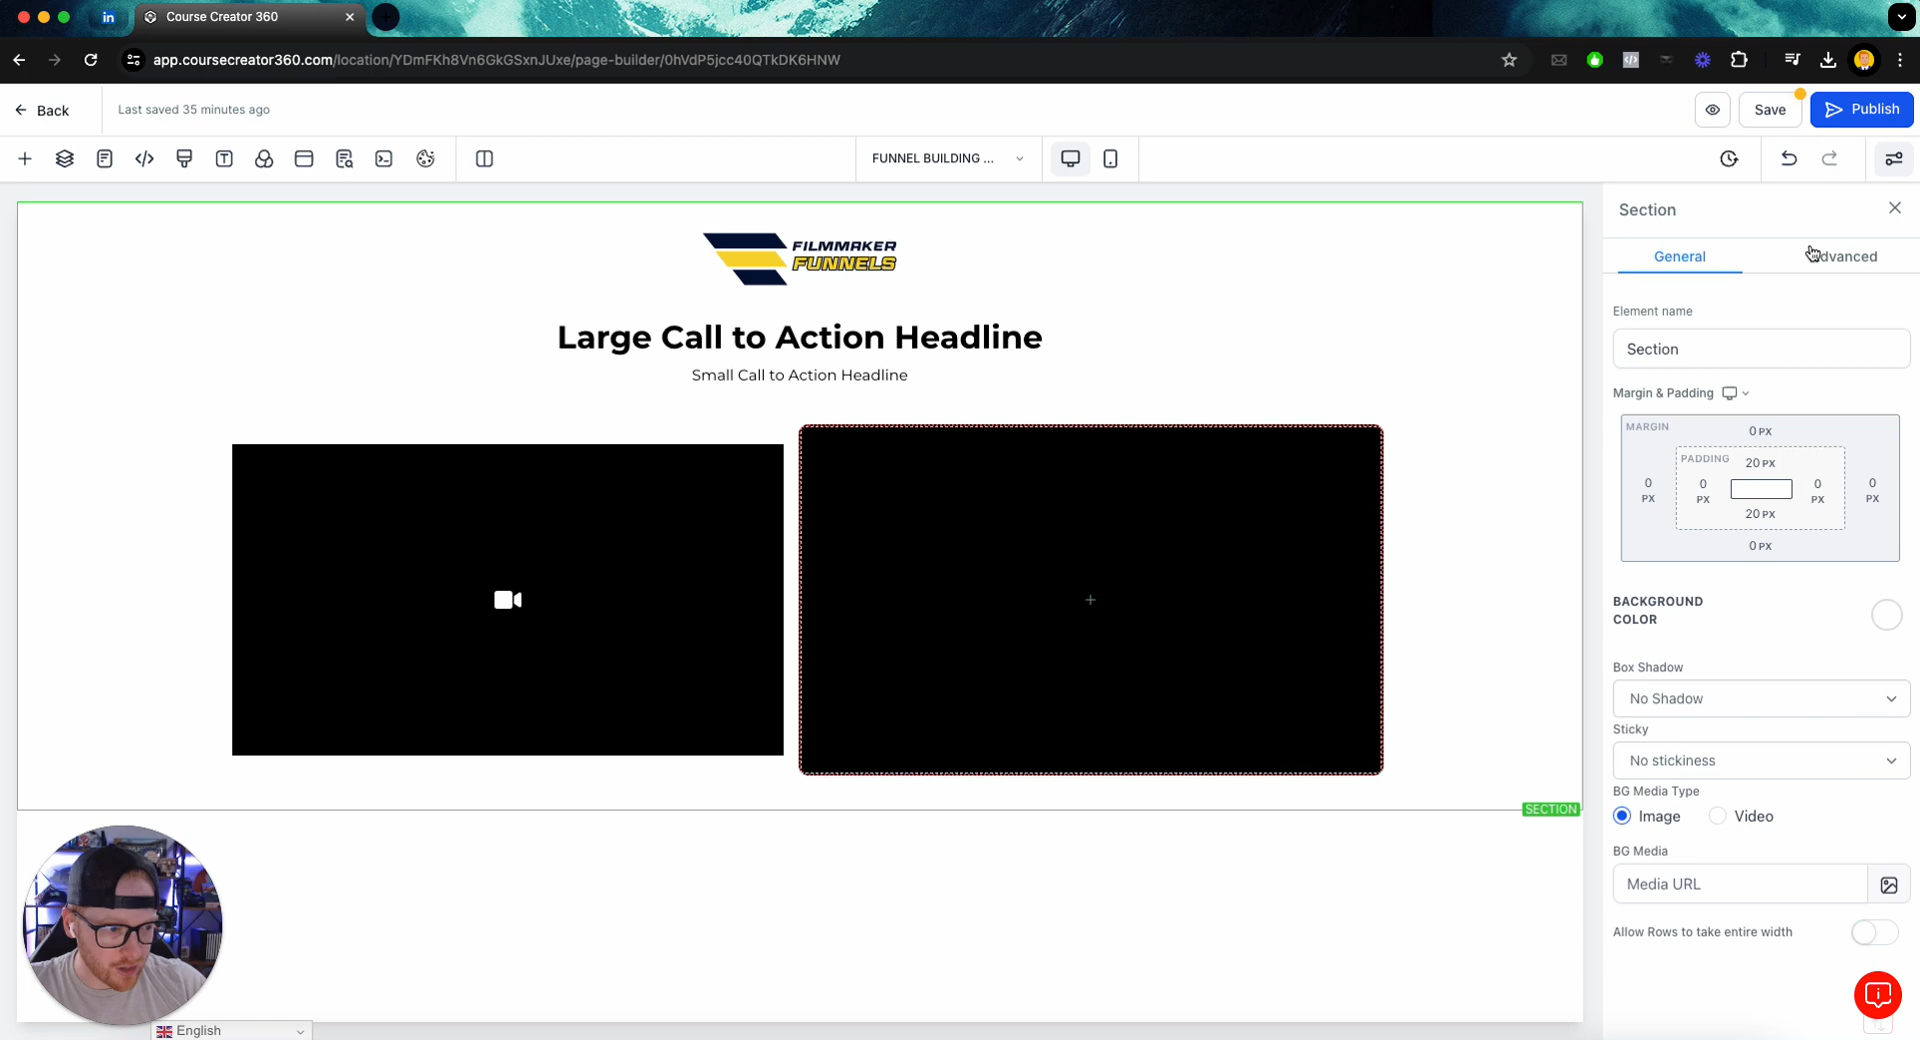 Course Creator 360
app.coursecreator360.com/location/YDmFKh8Vn6GkGSxnJUxe/page-builder/0hVdP5jcc40QTkDK6HNW
Back
Last saved 35 minutes ago
Save
Publish
FUNNEL BUILDING ...
Section
General
Advanced
FILMMAKER
FUNNELS
Large Call to Action Headline
Small Call to Action Headline
SECTION
Element name
Section
Margin & Padding
MARGIN
0 PX
PADDING
20 PX
0 PX
0 PX
0 PX
0 PX
20 PX
0 PX
BACKGROUND
COLOR
Box Shadow
No Shadow
Sticky
No stickiness
BG Media Type
Image
Video
BG Media
Media URL
Allow Rows to take entire width
English